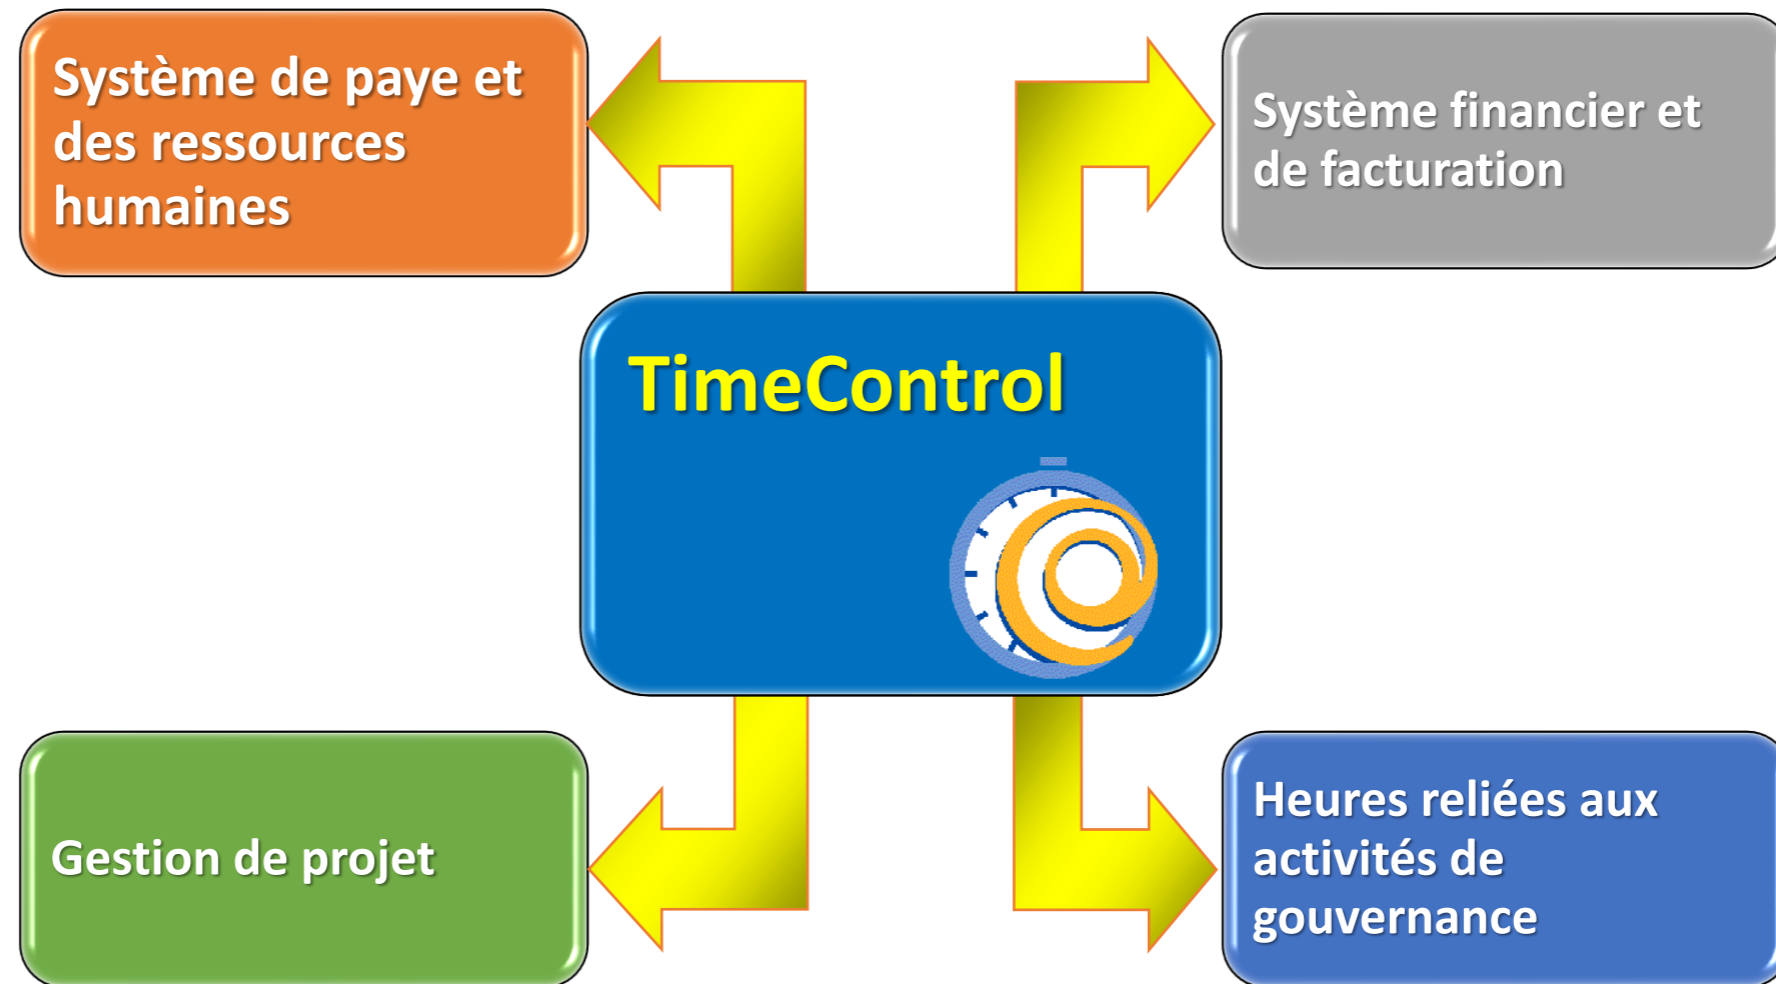 Système de paye et
des ressources
humaines
Système financier et
de facturation
TimeControl
Gestion de projet
Heures reliées aux
activités de
gouvernance